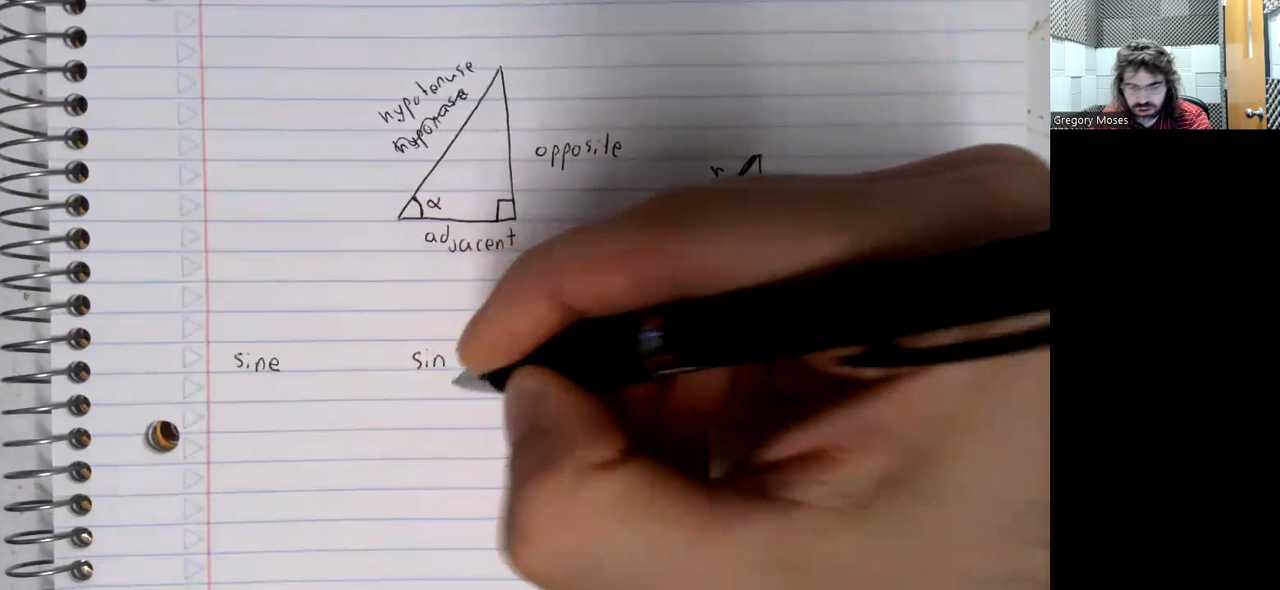 hypotenuse
opposite
α
adjacent
r
sine sin
Gregory Moses